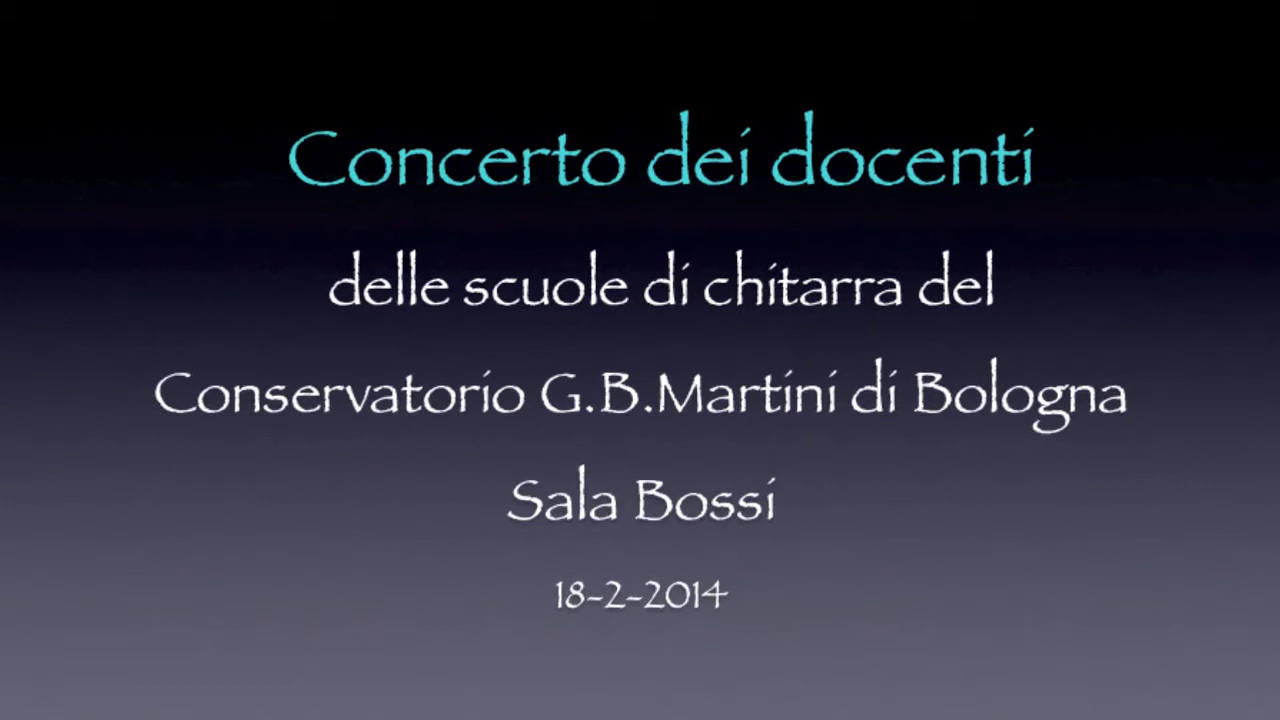 Concerto dei docenti
delle scuole di chitarra del
Conservatorio G.B.Martini di Bologna
Sala Bossi
18-2-2014